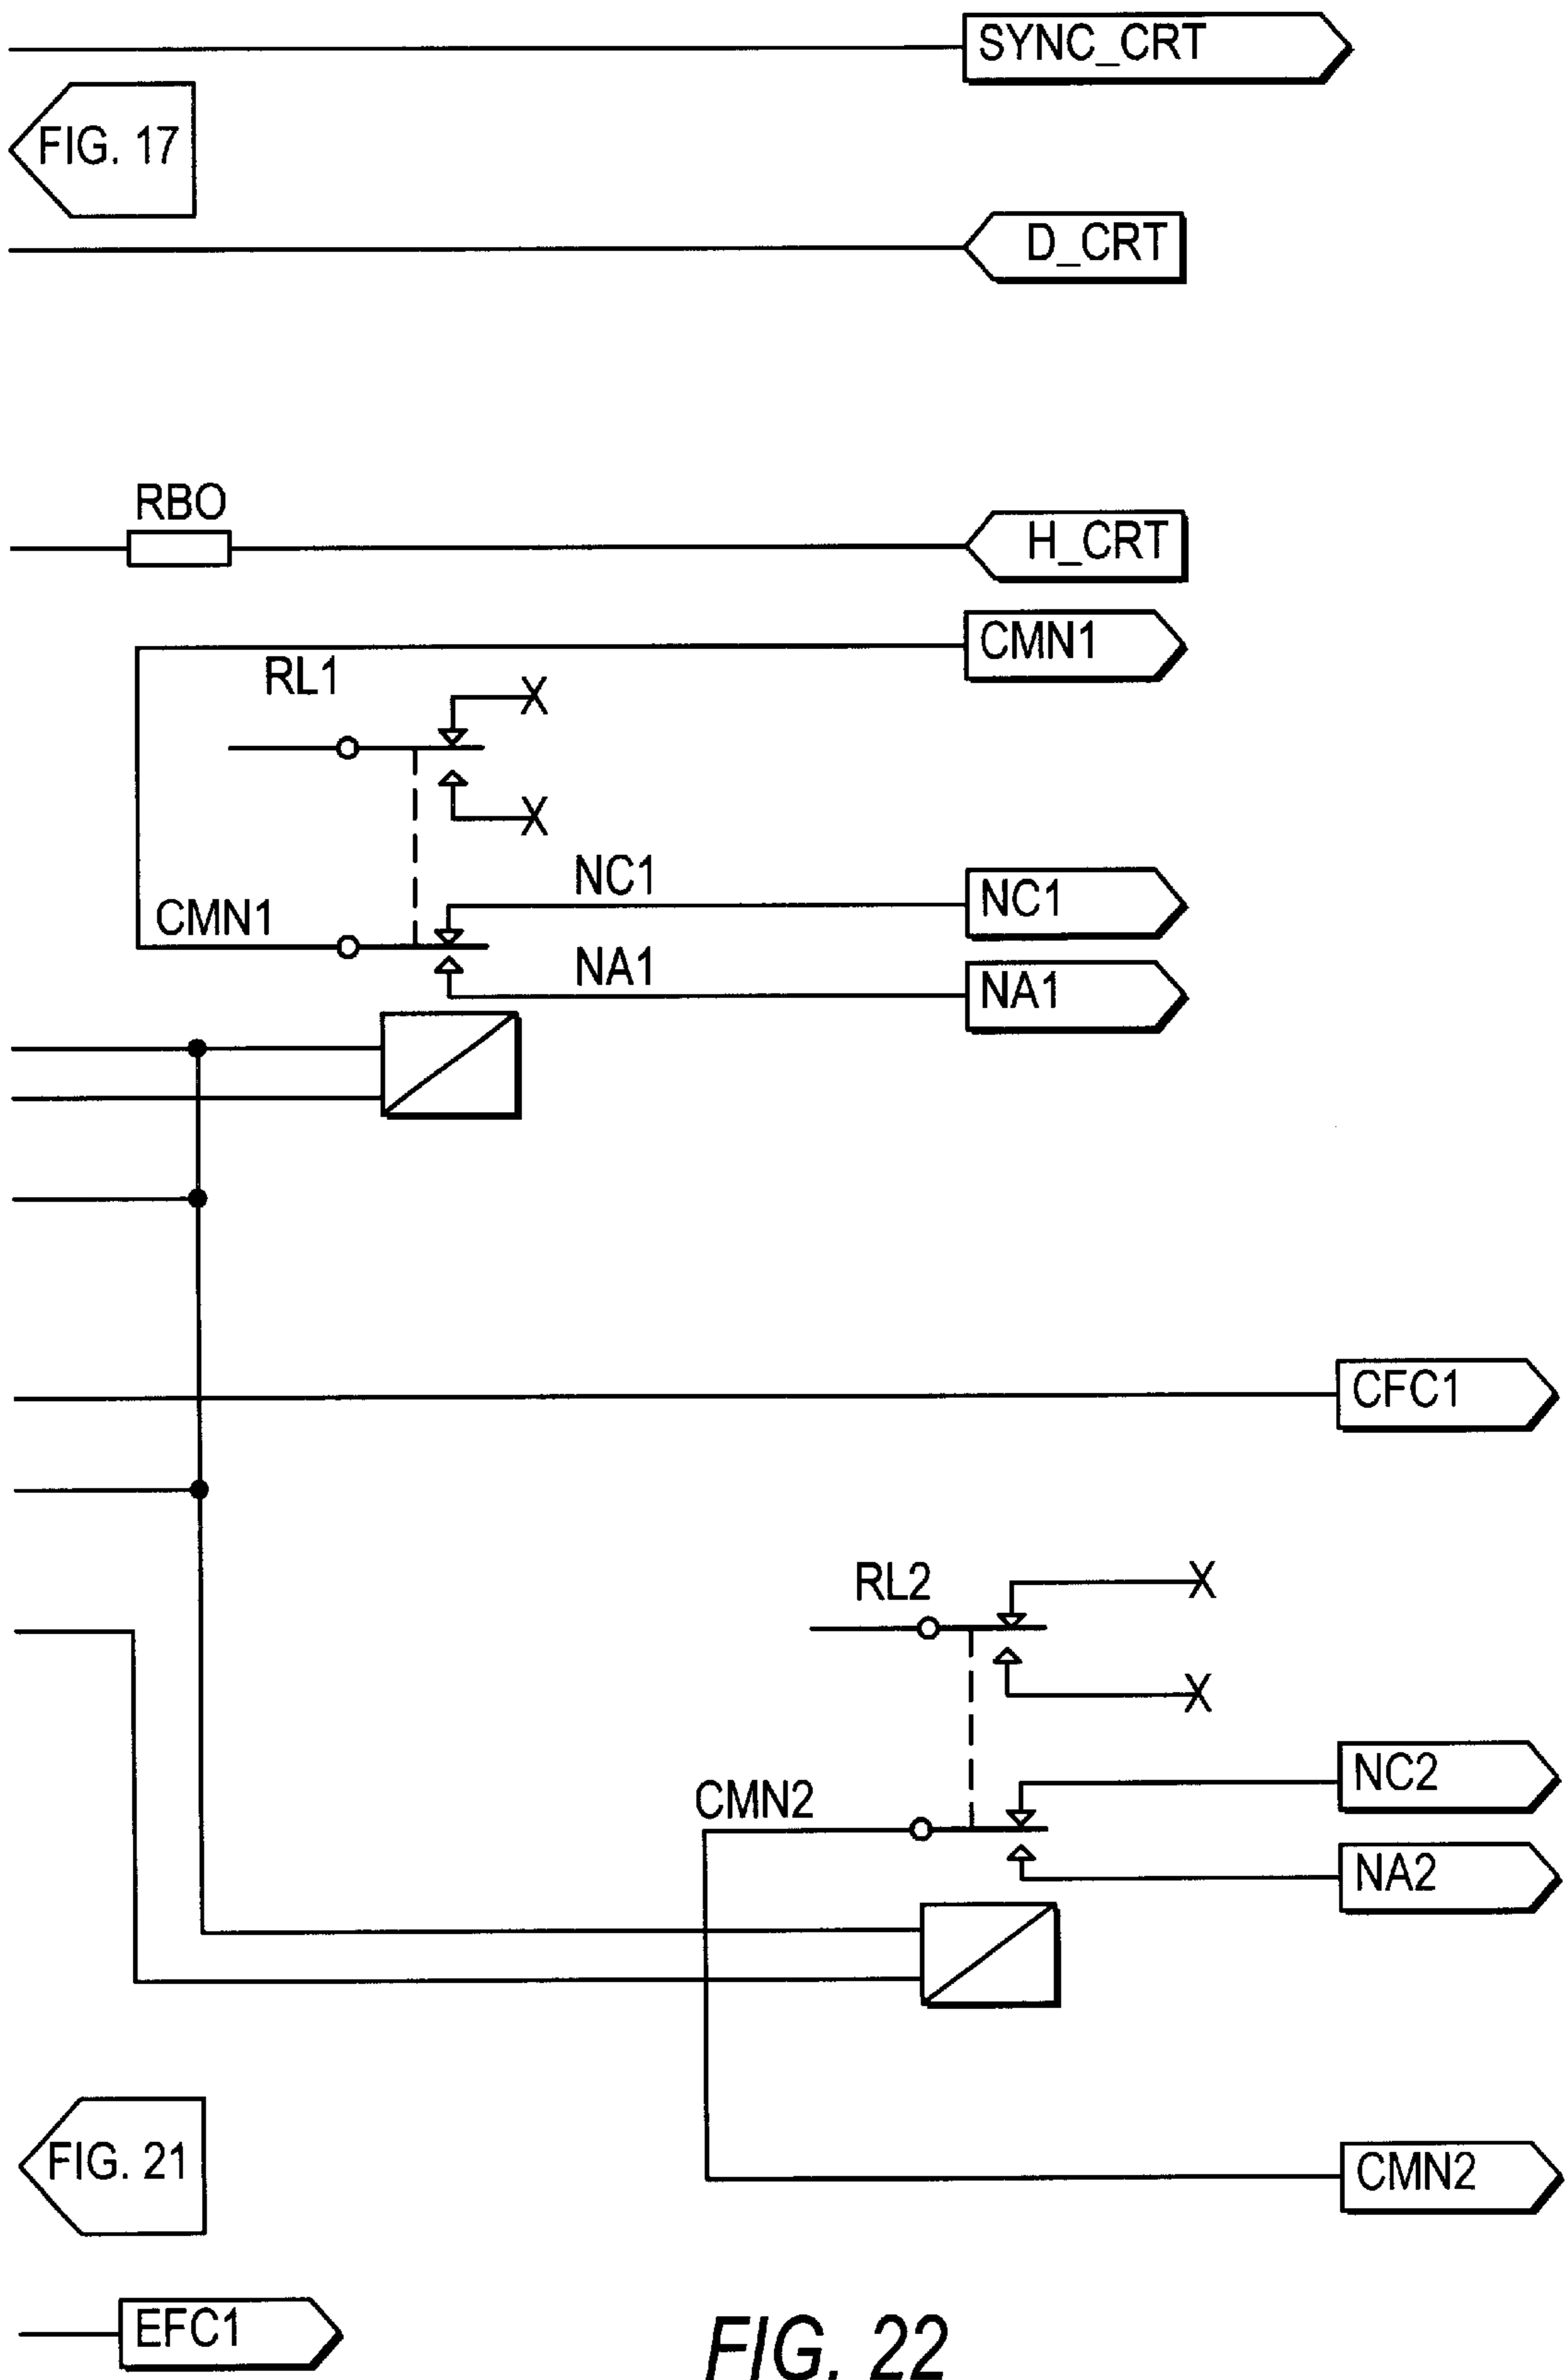 SYNC_CRT
FIG. 17
D_CRT
RBO
H_CRT
CMN1
RL1
X
X
NC1
NC1
CMN1
NA1
NA1
CFC1
RL2
X
X
NC2
CMN2
NA2
FIG. 21
CMN2
EFC1
FIG. 22